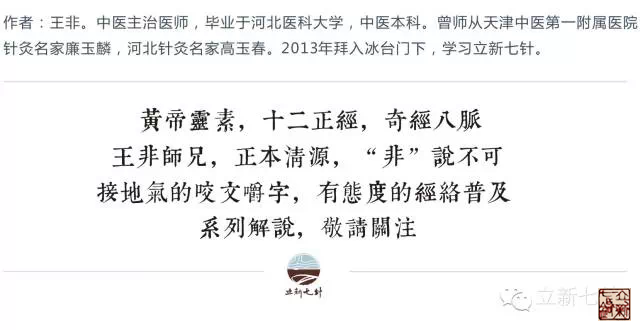 作者：王非。中医主治医师，毕业于河北医科大学，中医本科。曾师从天津中医第一附属医院
针灸名家廉玉麟，河北针灸名家高玉春。2013年拜入冰台门下，学习立新七针。
黃帝靈素，十二正經，奇經八脈
王非師兄，正本淸源，“非”說不可
接地氣的咬文嚼字，有態度的經絡普及
系列解說，敬請關注
立新七針
立新七